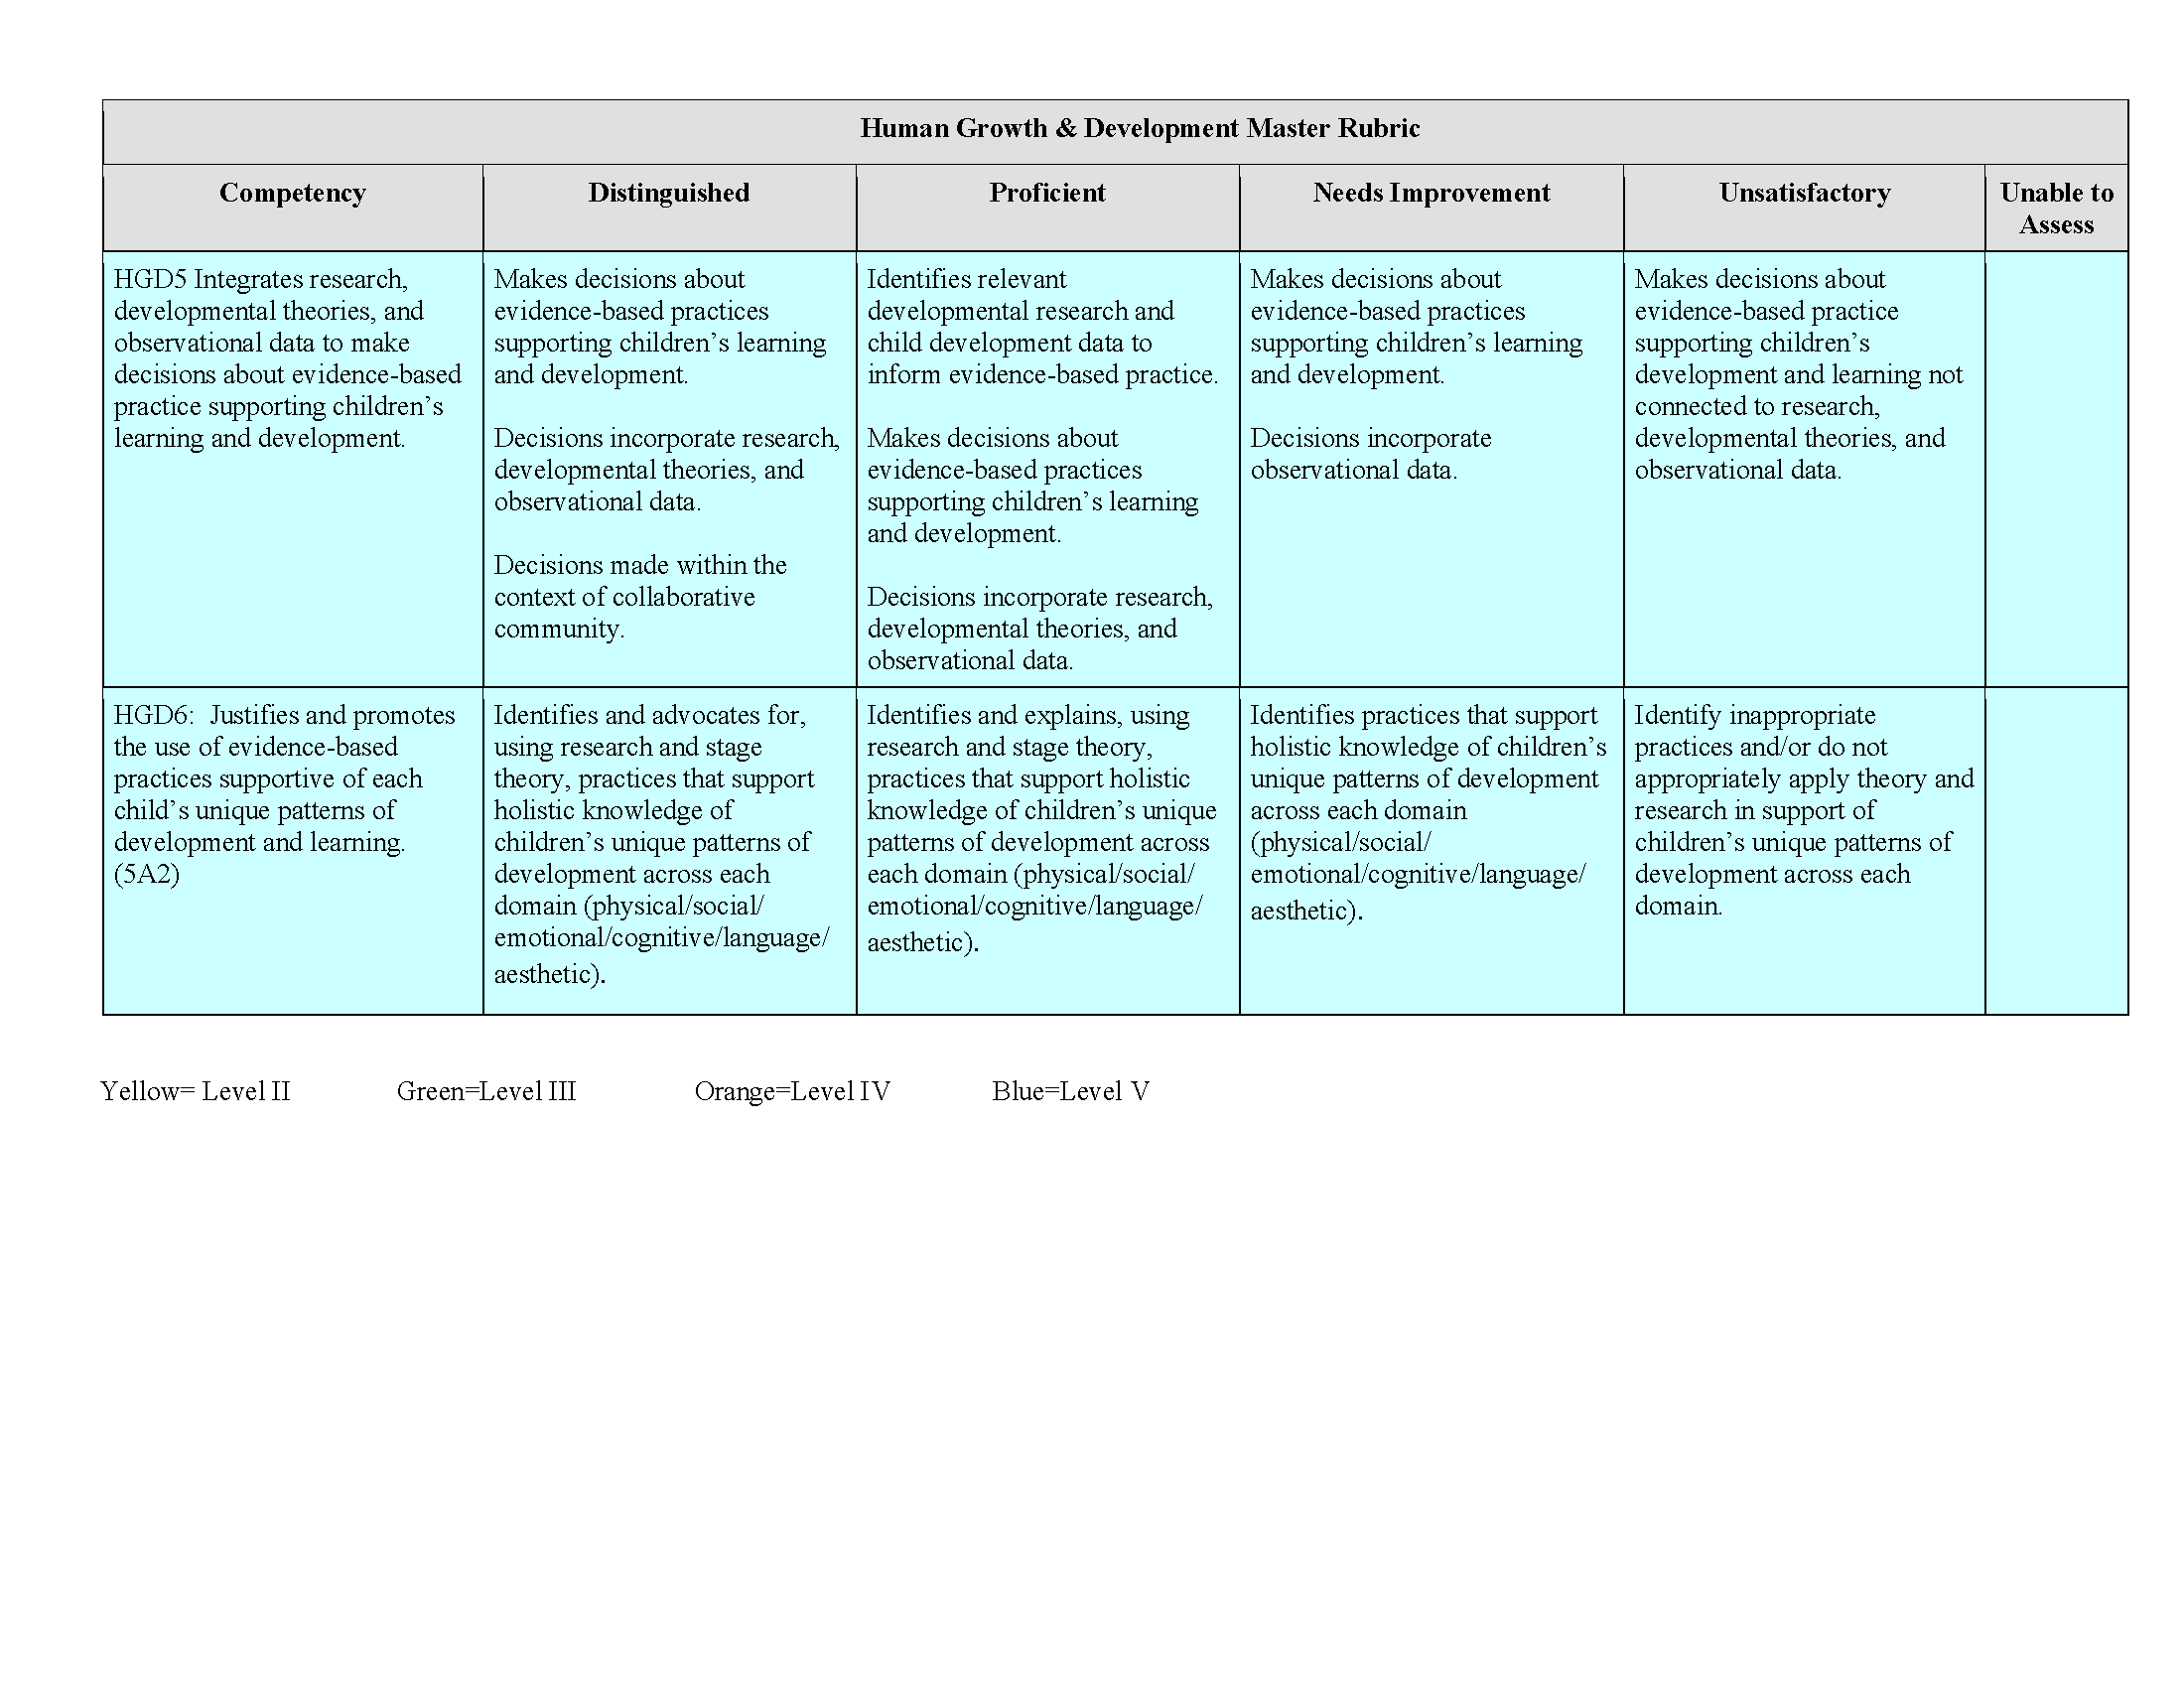 Human Growth & Development Master Rubric
Competency
Distinguished
Proficient
Needs Improvement
Unsatisfactory
Unable to
Assess
HGD5 Integrates research,
developmental theories, and
observational data to make
decisions about evidence-based
practice supporting children’s
learning and development.
Makes decisions about
evidence-based practices
supporting children’s learning
and development.
Decisions incorporate research,
developmental theories, and
observational data.
Decisions made within the
context of collaborative
community.
Identifies relevant
developmental research and
child development data to
inform evidence-based practice.
Makes decisions about
evidence-based practices
supporting children’s learning
and development.
Decisions incorporate research,
developmental theories, and
observational data.
Makes decisions about
evidence-based practices
supporting children’s learning
and development.
Decisions incorporate
observational data.
Makes decisions about
evidence-based practice
supporting children’s
development and learning not
connected to research,
developmental theories, and
observational data.
HGD6:  Justifies and promotes
the use of evidence-based
practices supportive of each
child’s unique patterns of
development and learning.
(5A2)
Identifies and advocates for,
using research and stage
theory, practices that support
holistic knowledge of
children’s unique patterns of
development across each
domain (physical/social/
emotional/cognitive/language/
aesthetic).
Identifies and explains, using
research and stage theory,
practices that support holistic
knowledge of children’s unique
patterns of development across
each domain (physical/social/
emotional/cognitive/language/
aesthetic).
Identifies practices that support
holistic knowledge of children’s
unique patterns of development
across each domain
(physical/social/
emotional/cognitive/language/
aesthetic).
Identify inappropriate
practices and/or do not
appropriately apply theory and
research in support of
children’s unique patterns of
development across each
domain.
Yellow= Level II Green=Level III Orange=Level IV Blue=Level V